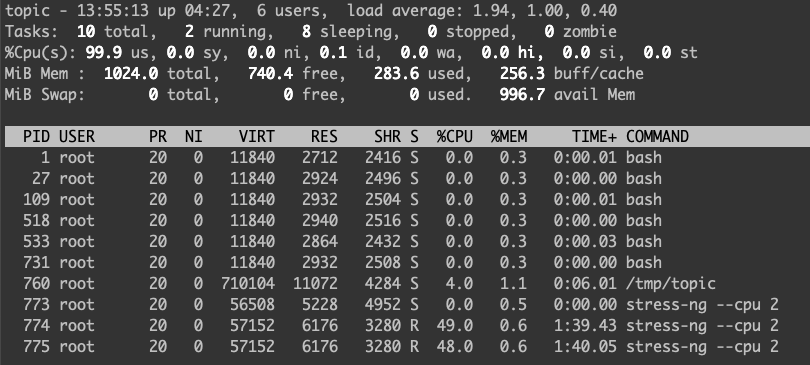 topic - 13:55:13 up 04:27,  6 users,  load average: 1.94, 1.00, 0.40
Tasks:  10 total,   2 running,   8 sleeping,   0 stopped,   0 zombie
%Cpu(s): 99.9 us, 0.0 sy,  0.0 ni, 0.1 id,  0.0 wa,  0.0 hi,  0.0 si,  0.0 st
MiB Mem :  1024.0 total,   740.4 free,   283.6 used,   256.3 buff/cache
MiB Swap:       0 total,       0 free,       0 used.   996.7 avail Mem
PID USER      PR  NI    VIRT    RES    SHR S  %CPU  %MEM     TIME+ COMMAND
1 root      20   0   11840   2712   2416 S   0.0   0.3   0:00.01 bash
27 root      20   0   11840   2924   2496 S   0.0   0.3   0:00.00 bash
109 root      20   0   11840   2932   2504 S   0.0   0.3   0:00.01 bash
518 root      20   0   11840   2940   2516 S   0.0   0.3   0:00.00 bash
533 root      20   0   11840   2864   2432 S   0.0   0.3   0:00.03 bash
731 root      20   0   11840   2932   2508 S   0.0   0.3   0:00.00 bash
760 root      20   0  710104  11072   4284 S   4.0   1.1   0:06.01 /tmp/topic
773 root      20   0   56508   5228   4952 S   0.0   0.5   0:00.00 stress-ng --cpu 2
774 root      20   0   57152   6176   3280 R  49.0   0.6   1:39.43 stress-ng --cpu 2
775 root      20   0   57152   6176   3280 R  48.0   0.6   1:40.05 stress-ng --cpu 2